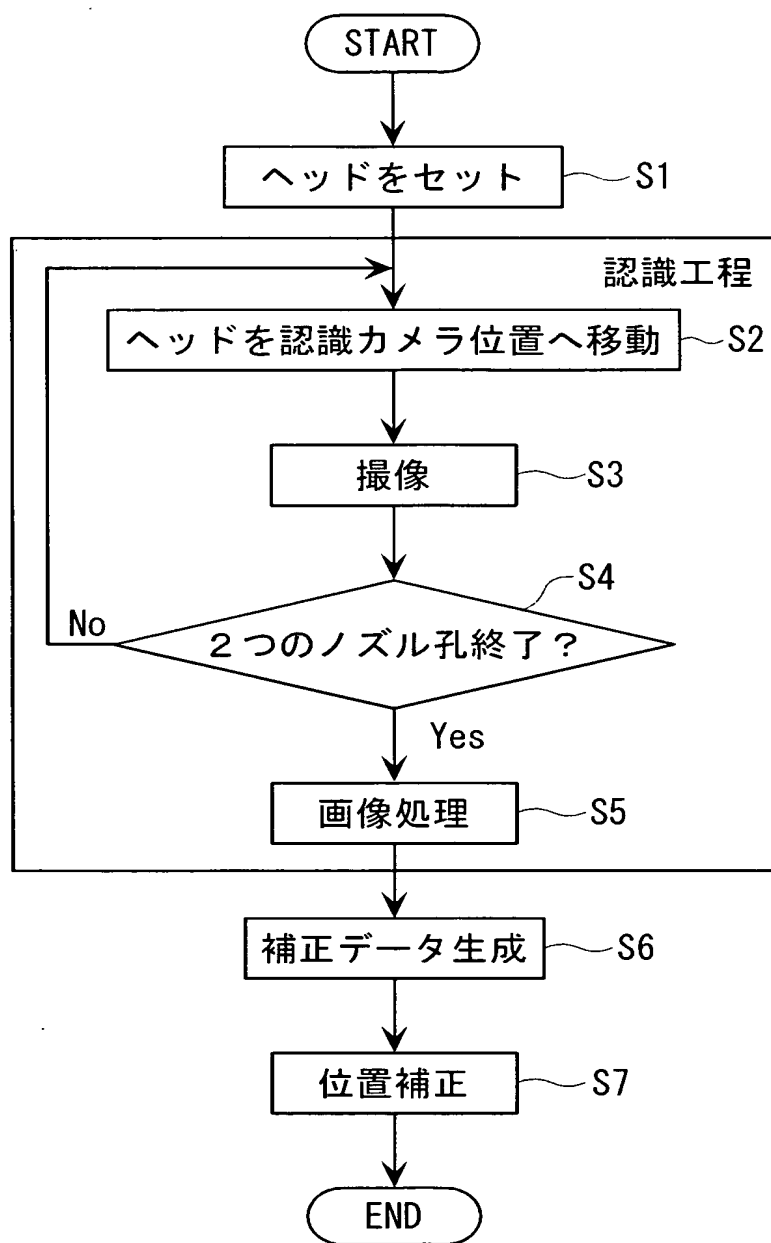 START
ヘッドをセット
S1
認識工程
ヘッドを認識カメラ位置へ移動
S2
撮像
S3
S4
No
2つのノズル孔終了?
Yes
画像処理
S5
補正データ生成
S6
位置補正
S7
END